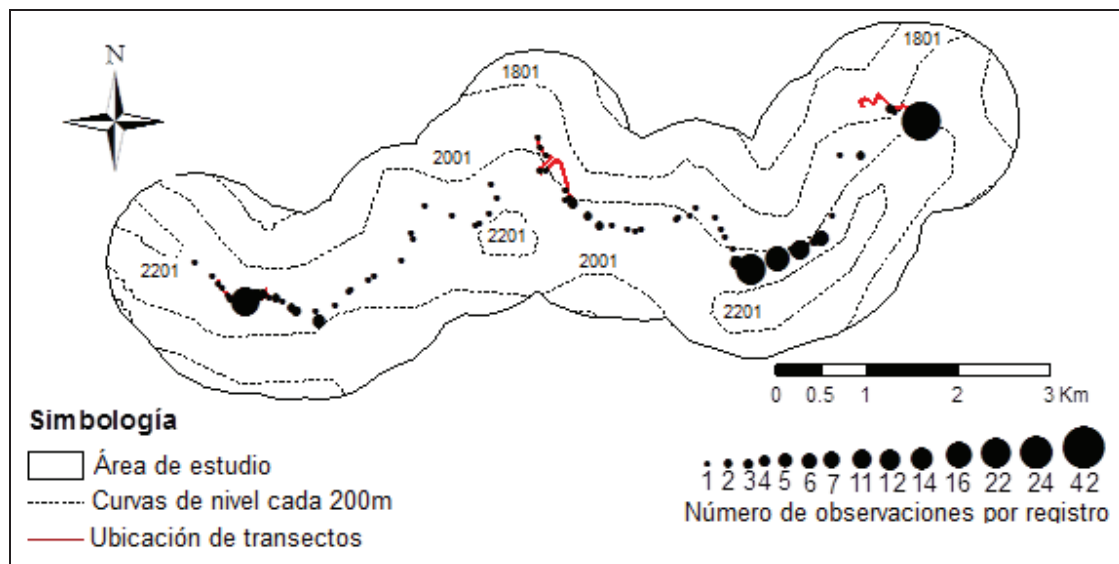 N
1801
1801
2001
2201
2001
2201
2201
0 0.5 1 2 3 Km
Simbología
Área de estudio
Curvas de nivel cada 200m
Ubicación de transectos
1 2 3 4 5 6 7 11 12 14 16 22 24 42
Número de observaciones por registro